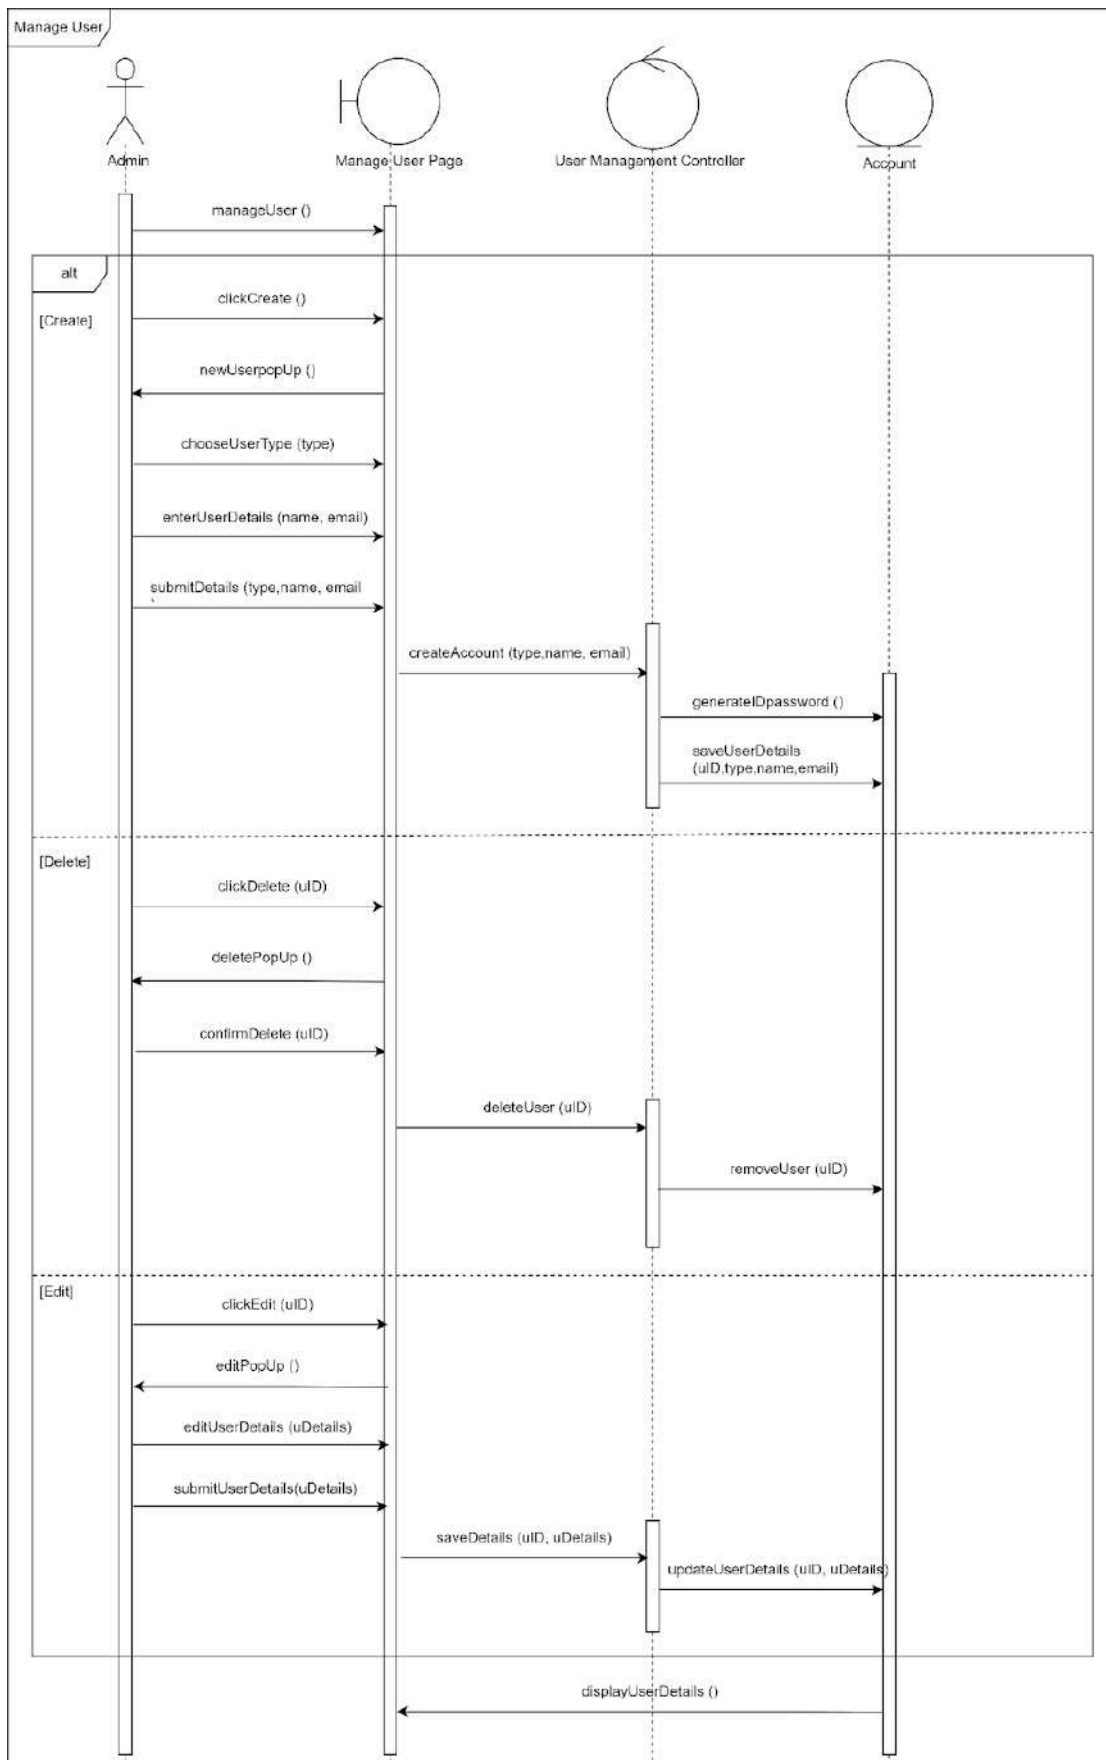 Manage User
Admin
Manage User Page
User Management Controller
Account
manageUser ()
alt
[Create]
clickCreate ()
newUserpopUp ()
chooseUserType (type)
enterUserDetails (name, email)
submitDetails (type,name, email
createAccount (type,name, email)
generateIDpassword ()
saveUserDetails
(uID,type,name,email)
[Delete]
clickDelete (uID)
deletePopUp ()
confirmDelete (uID)
deleteUser (uID)
removeUser (uID)
[Edit]
clickEdit (uID)
editPopUp ()
editUserDetails (uDetails)
submitUserDetails(uDetails)
saveDetails (uID, uDetails)
updateUserDetails (uID, uDetails)
displayUserDetails ()